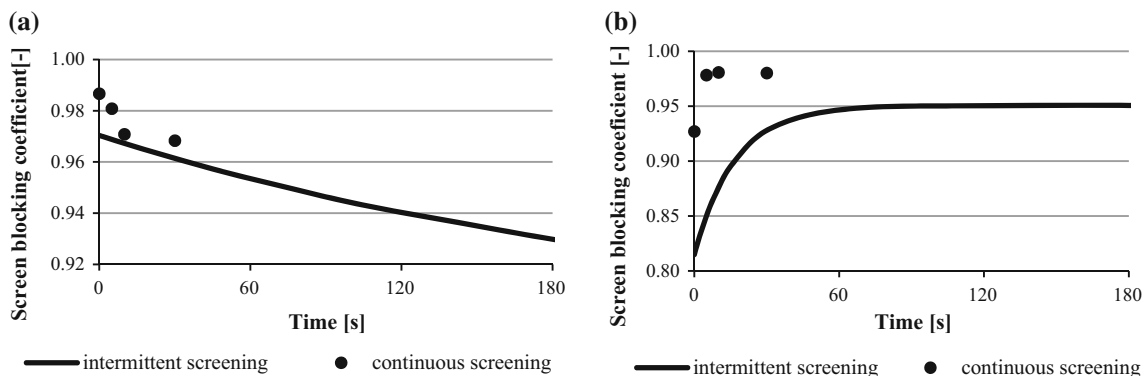 (a)
Screen blocking coefficient[-]
1.00
0.98
0.96
0.94
0.92
0
60
120
180
Time [s]
intermittent screening
continuous screening
(b)
Screen blocking coeeficient [-]
1.00
0.95
0.90
0.85
0.80
0
60
120
180
Time [s]
intermittent screening
continuous screening